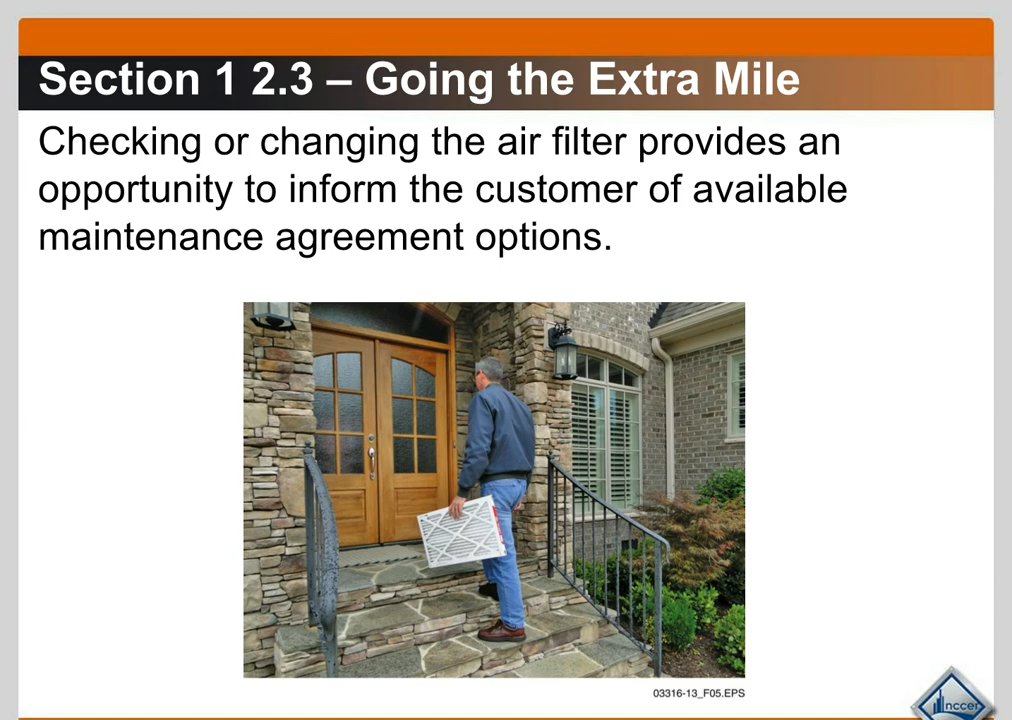 Section 1 2.3 – Going the Extra Mile
Checking or changing the air filter provides an
opportunity to inform the customer of available
maintenance agreement options.
03316-13_F05.EPS
nccer